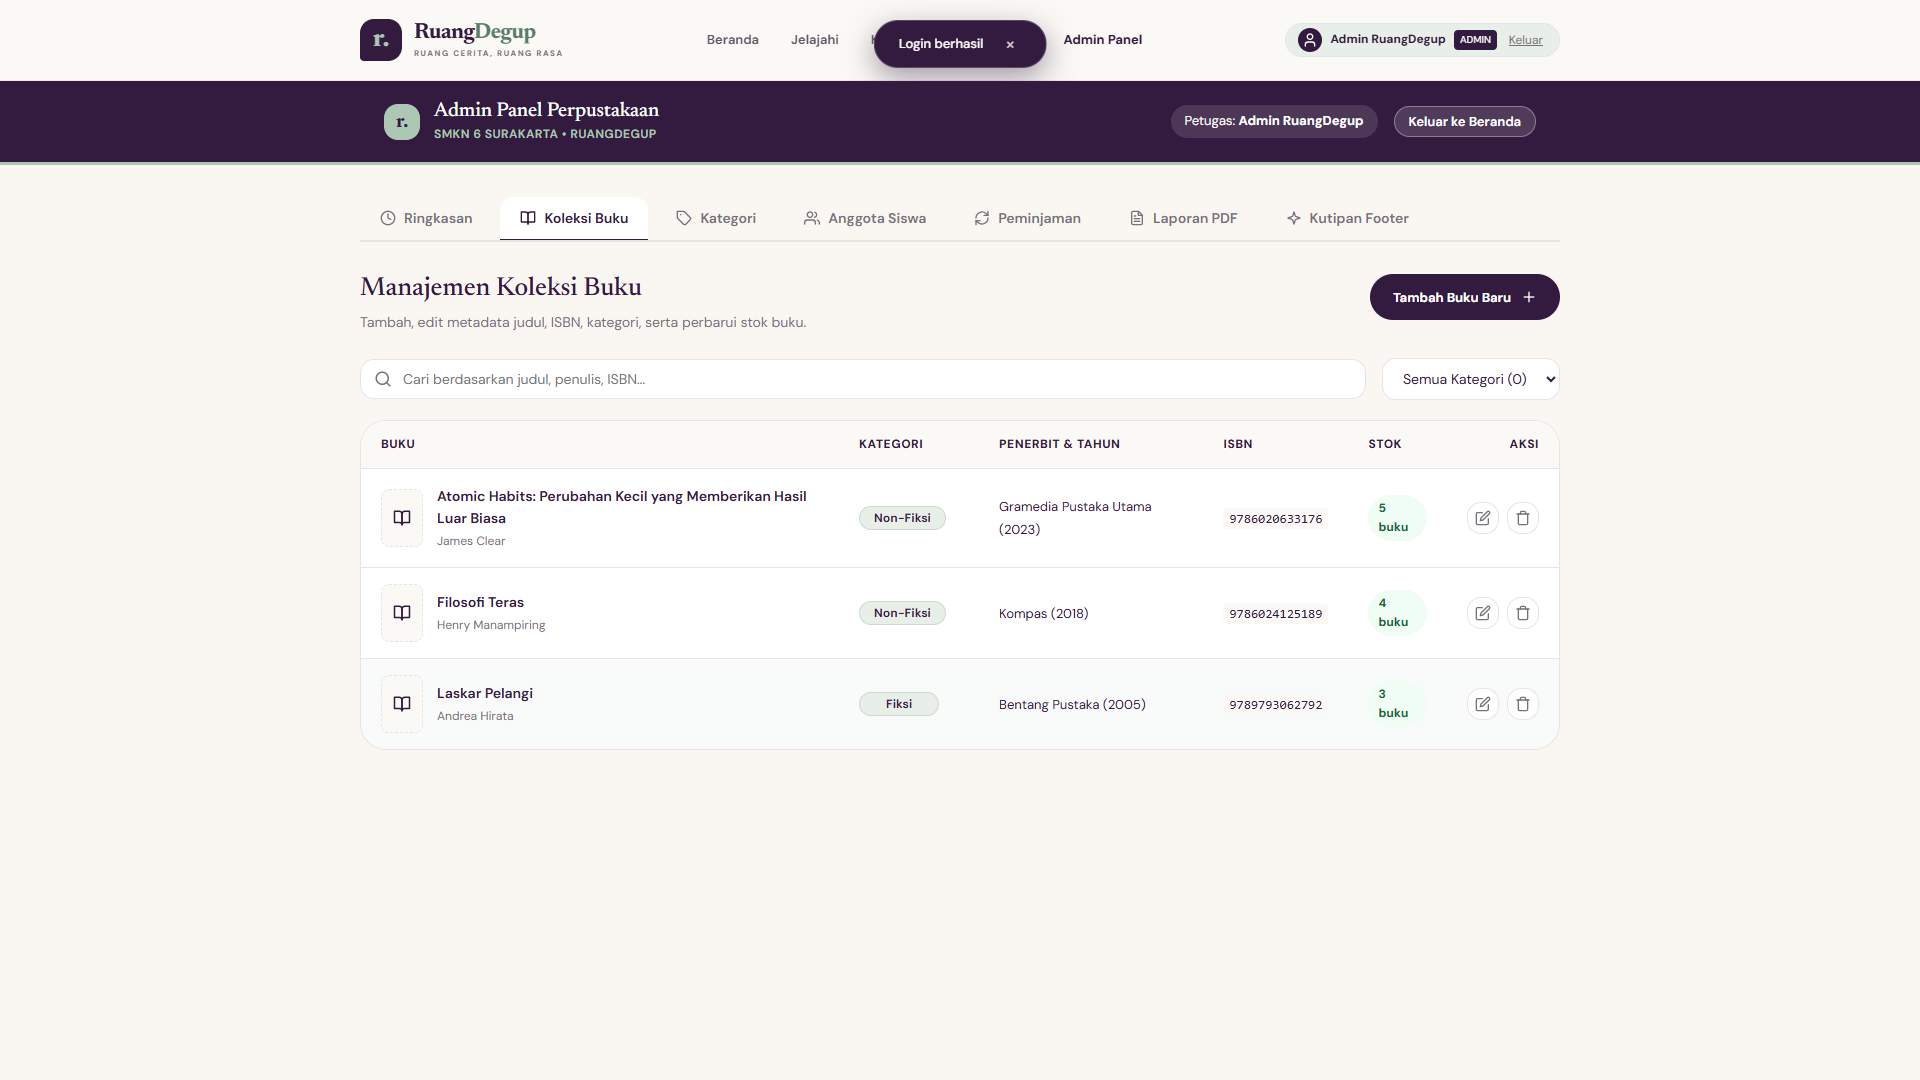 r.
RuangDegup
RUANG CERITA, RUANG RASA
Beranda
Jelajahi
Login berhasil ×
Admin Panel
Admin RuangDegup
ADMIN
Keluar
r.
Admin Panel Perpustakaan
SMKN 6 SURAKARTA • RUANGDEGUP
Petugas: Admin RuangDegup
Keluar ke Beranda
Ringkasan
Koleksi Buku
Kategori
Anggota Siswa
Peminjaman
Laporan PDF
Kutipan Footer
Manajemen Koleksi Buku
Tambah, edit metadata judul, ISBN, kategori, serta perbarui stok buku.
Tambah Buku Baru +
Cari berdasarkan judul, penulis, ISBN...
Semua Kategori (0)
BUKU KATEGORI PENERBIT & TAHUN ISBN STOK AKSI
Atomic Habits: Perubahan Kecil yang Memberikan Hasil
Luar Biasa
James Clear
Non-Fiksi
Gramedia Pustaka Utama
(2023)
9786020633176
5
buku
Filosofi Teras
Henry Manampiring
Non-Fiksi
Kompas (2018)
9786024125189
4
buku
Laskar Pelangi
Andrea Hirata
Fiksi
Bentang Pustaka (2005)
9789793062792
3
buku